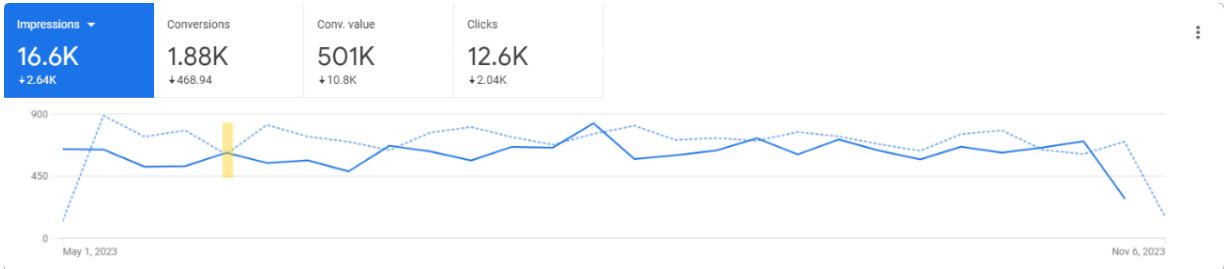 Impressions
16.6K
↓2.64K
Conversions
1.88K
↓468.94
Conv. value
501K
↓10.8K
Clicks
12.6K
↓2.04K
900
450
0
May 1, 2023
Nov 6, 2023